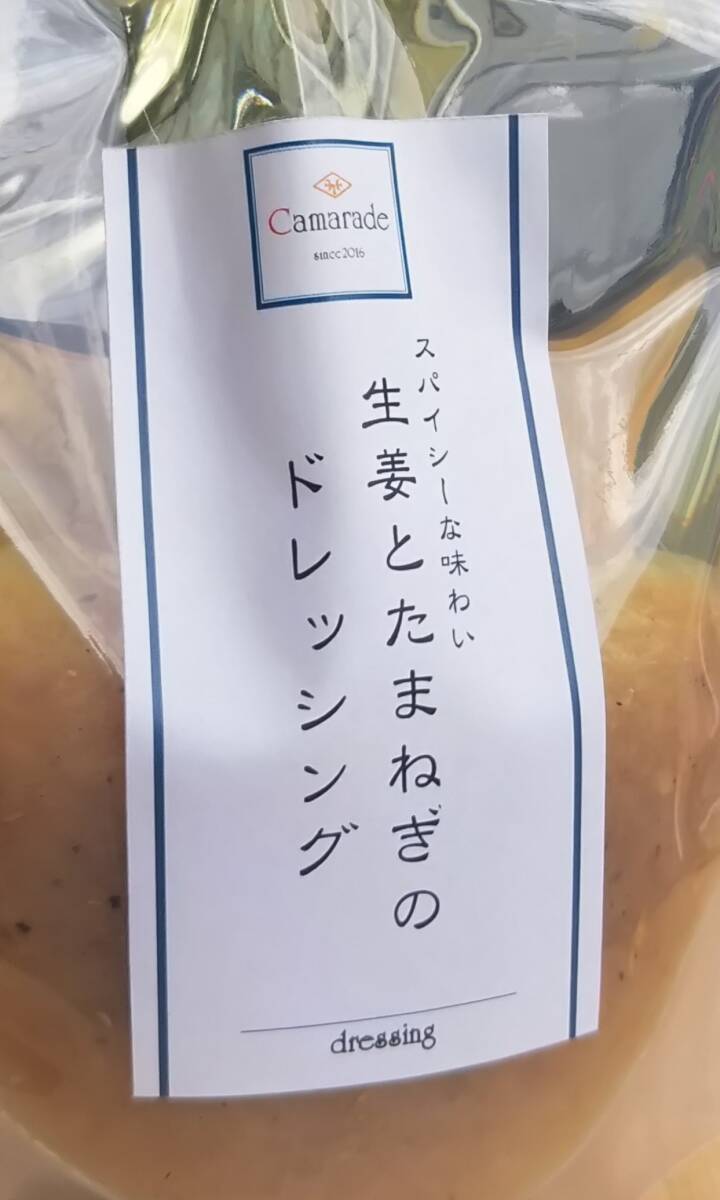 Camarade
since 2016
スパイシーな味わい
生姜とたまねぎの
ドレッシング
dressing